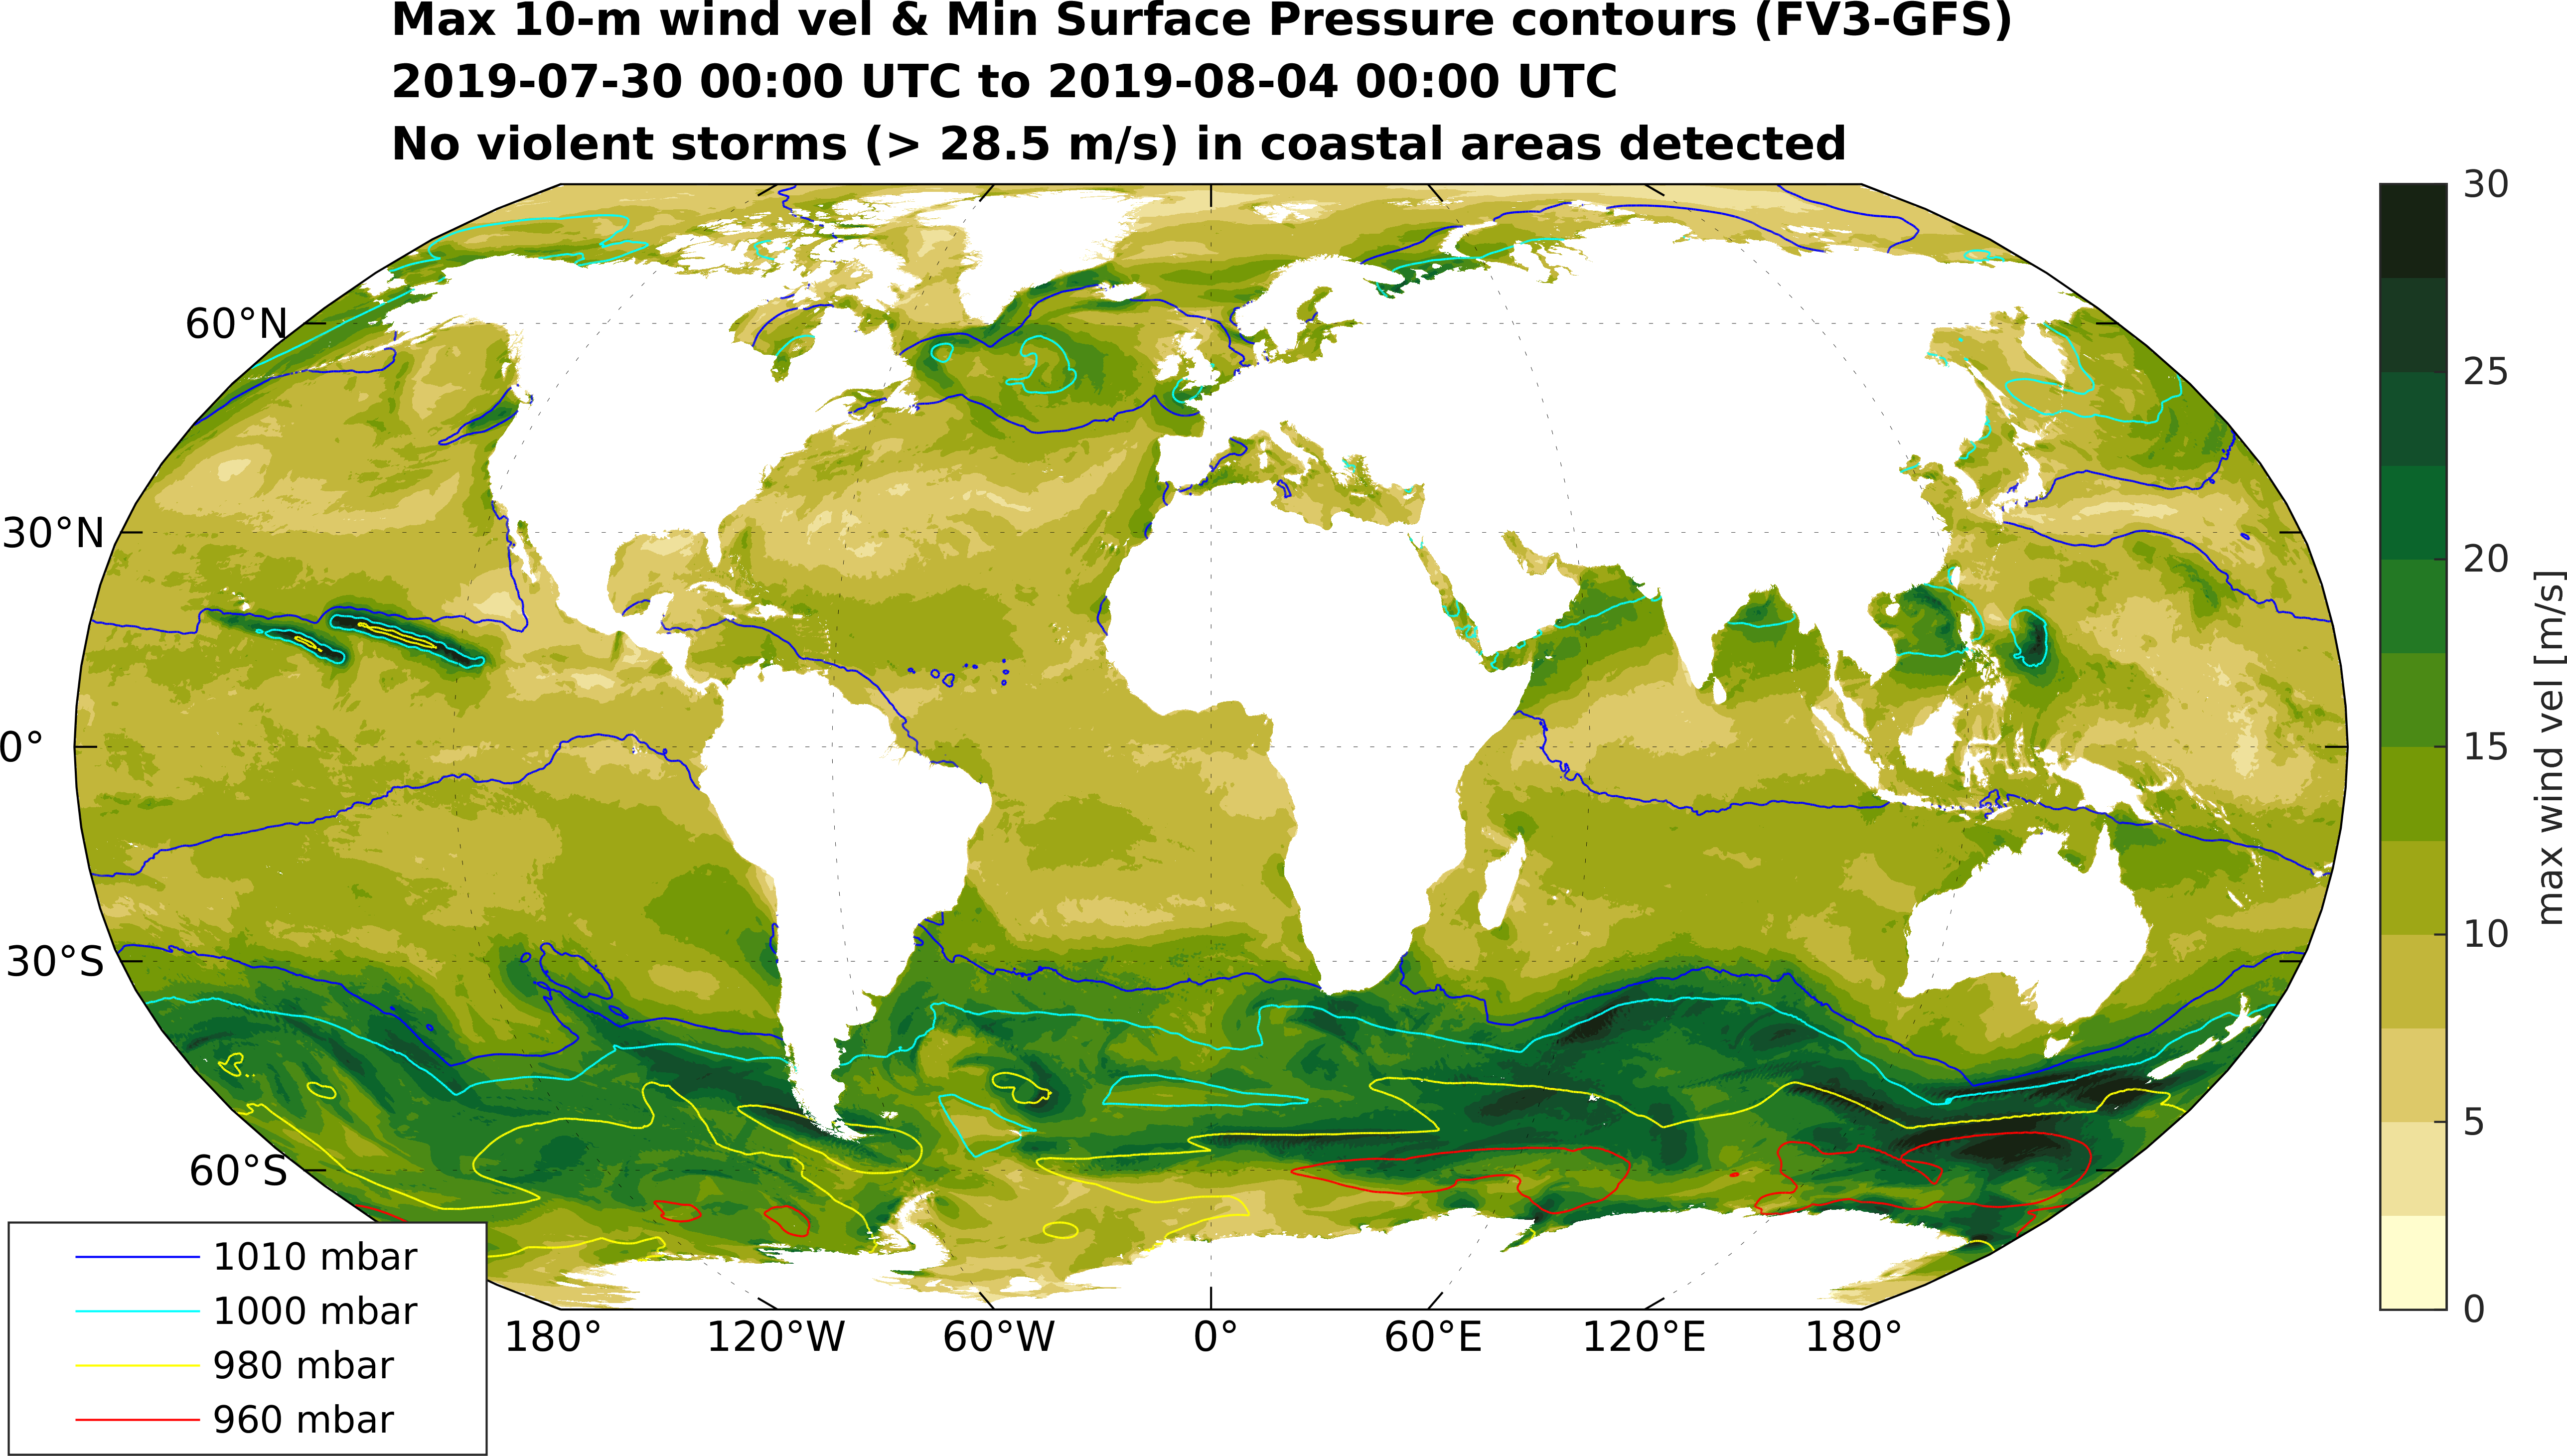 Max 10-m wind vel & Min Surface Pressure contours (FV3-GFS)
2019-07-30 00:00 UTC to 2019-08-04 00:00 UTC
No violent storms (> 28.5 m/s) in coastal areas detected
60°N
30°N
0°
30°S
60°S
180°
120°W
60°W
0°
60°E
120°E
180°
1010 mbar
1000 mbar
980 mbar
960 mbar
30
25
20
15
10
5
0
max wind vel [m/s]